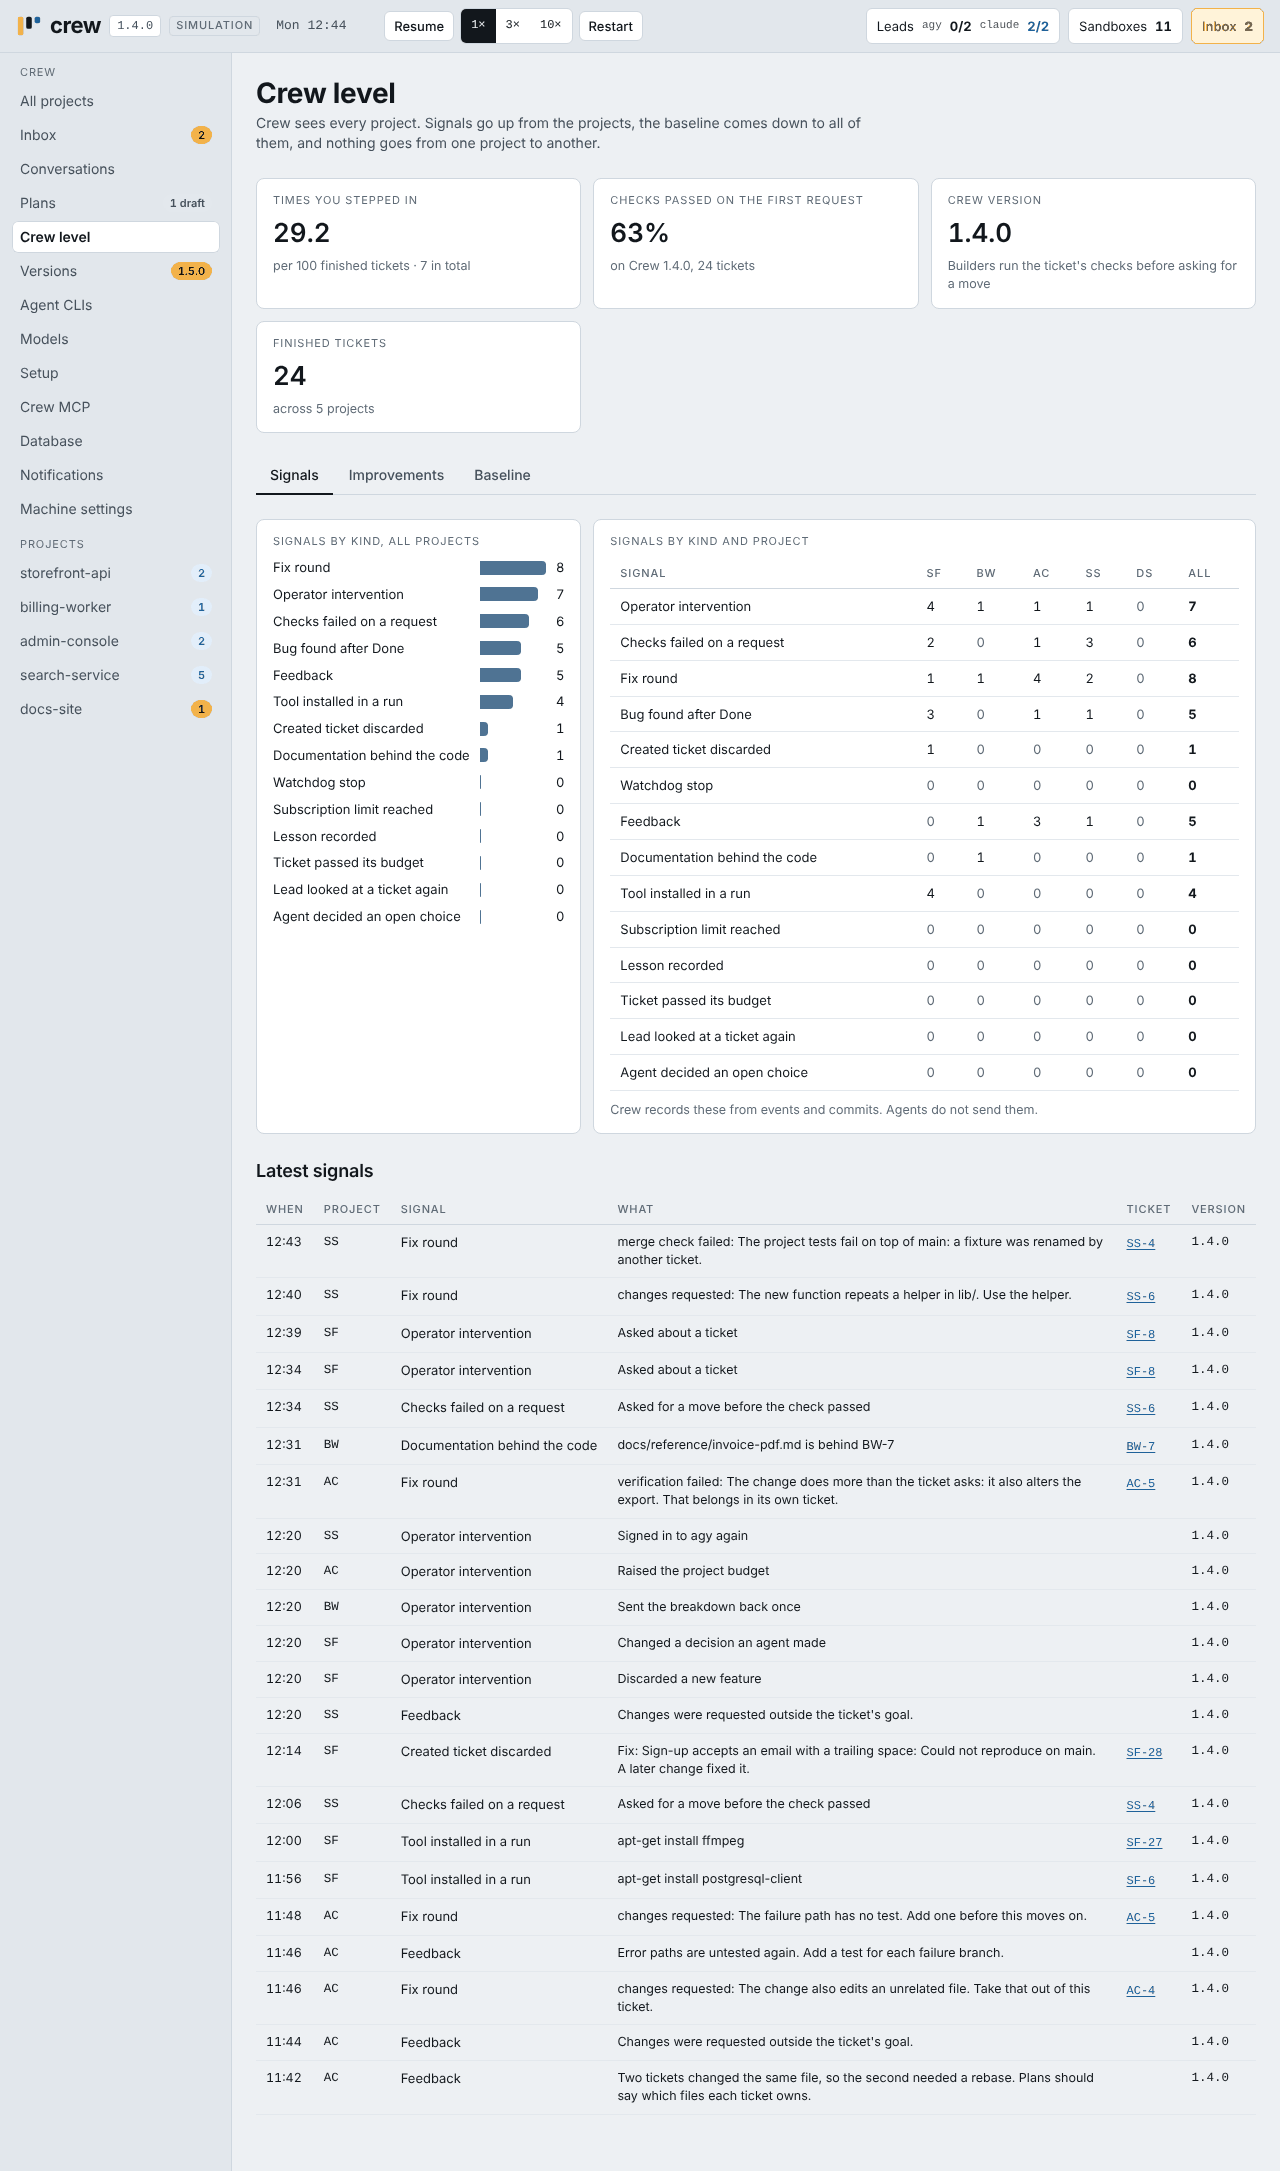 crew 1.4.0 SIMULATION Mon 12:44 Resume 1× 3× 10× Restart Leads agy 0/2 claude 2/2 Sandboxes 11 Inbox 2
CREW
All projects
Inbox 2
Conversations
Plans 1 draft
Crew level
Versions 1.5.0
Agent CLIs
Models
Setup
Crew MCP
Database
Notifications
Machine settings
PROJECTS
storefront-api 2
billing-worker 1
admin-console 2
search-service 5
docs-site 1
Crew level
Crew sees every project. Signals go up from the projects, the baseline comes down to all of
them, and nothing goes from one project to another.
TIMES YOU STEPPED IN
29.2
per 100 finished tickets · 7 in total
CHECKS PASSED ON THE FIRST REQUEST
63%
on Crew 1.4.0, 24 tickets
CREW VERSION
1.4.0
Builders run the ticket's checks before asking for
a move
FINISHED TICKETS
24
across 5 projects
Signals Improvements Baseline
SIGNALS BY KIND, ALL PROJECTS
Fix round 8
Operator intervention 7
Checks failed on a request 6
Bug found after Done 5
Feedback 5
Tool installed in a run 4
Created ticket discarded 1
Documentation behind the code 1
Watchdog stop 0
Subscription limit reached 0
Lesson recorded 0
Ticket passed its budget 0
Lead looked at a ticket again 0
Agent decided an open choice 0
SIGNALS BY KIND AND PROJECT
SIGNAL SF BW AC SS DS ALL
Operator intervention 4 1 1 1 0 7
Checks failed on a request 2 0 1 3 0 6
Fix round 1 1 4 2 0 8
Bug found after Done 3 0 1 1 0 5
Created ticket discarded 1 0 0 0 0 1
Watchdog stop 0 0 0 0 0 0
Feedback 0 1 3 1 0 5
Documentation behind the code 0 1 0 0 0 1
Tool installed in a run 4 0 0 0 0 4
Subscription limit reached 0 0 0 0 0 0
Lesson recorded 0 0 0 0 0 0
Ticket passed its budget 0 0 0 0 0 0
Lead looked at a ticket again 0 0 0 0 0 0
Agent decided an open choice 0 0 0 0 0 0
Crew records these from events and commits. Agents do not send them.
Latest signals
WHEN PROJECT SIGNAL WHAT TICKET VERSION
12:43 SS Fix round merge check failed: The project tests fail on top of main: a fixture was renamed by SS-4 1.4.0
another ticket.
12:40 SS Fix round changes requested: The new function repeats a helper in lib/. Use the helper. SS-6 1.4.0
12:39 SF Operator intervention Asked about a ticket SF-8 1.4.0
12:34 SF Operator intervention Asked about a ticket SF-8 1.4.0
12:34 SS Checks failed on a request Asked for a move before the check passed SS-6 1.4.0
12:31 BW Documentation behind the code docs/reference/invoice-pdf.md is behind BW-7 BW-7 1.4.0
12:31 AC Fix round verification failed: The change does more than the ticket asks: it also alters the AC-5 1.4.0
export. That belongs in its own ticket.
12:20 SS Operator intervention Signed in to agy again 1.4.0
12:20 AC Operator intervention Raised the project budget 1.4.0
12:20 BW Operator intervention Sent the breakdown back once 1.4.0
12:20 SF Operator intervention Changed a decision an agent made 1.4.0
12:20 SF Operator intervention Discarded a new feature 1.4.0
12:20 SS Feedback Changes were requested outside the ticket's goal. 1.4.0
12:14 SF Created ticket discarded Fix: Sign-up accepts an email with a trailing space: Could not reproduce on main. SF-28 1.4.0
A later change fixed it.
12:06 SS Checks failed on a request Asked for a move before the check passed SS-4 1.4.0
12:00 SF Tool installed in a run apt-get install ffmpeg SF-27 1.4.0
11:56 SF Tool installed in a run apt-get install postgresql-client SF-6 1.4.0
11:48 AC Fix round changes requested: The failure path has no test. Add one before this moves on. AC-5 1.4.0
11:46 AC Feedback Error paths are untested again. Add a test for each failure branch. 1.4.0
11:46 AC Fix round changes requested: The change also edits an unrelated file. Take that out of this AC-4 1.4.0
ticket.
11:44 AC Feedback Changes were requested outside the ticket's goal. 1.4.0
11:42 AC Feedback Two tickets changed the same file, so the second needed a rebase. Plans should 1.4.0
say which files each ticket owns.